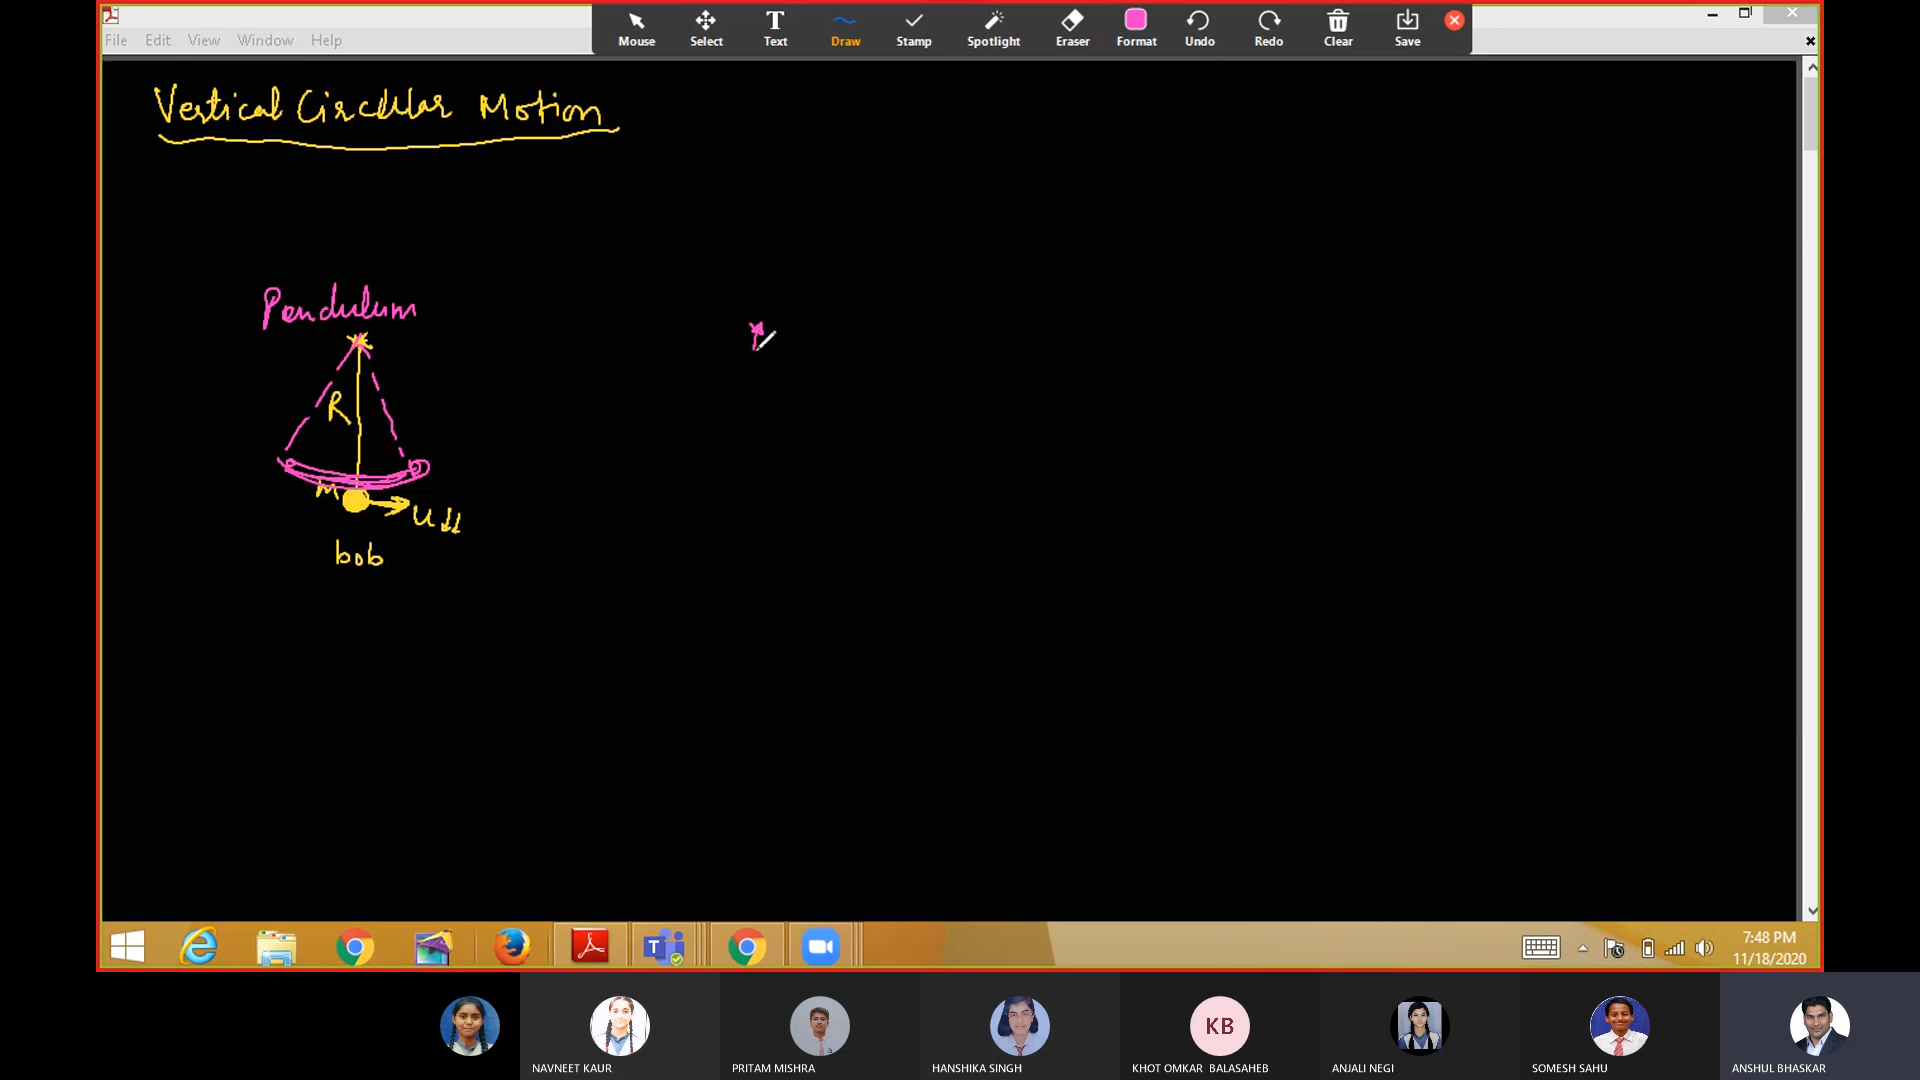 File Edit View Window Help
Mouse Select Text Draw Stamp Spotlight Eraser Format Undo Redo Clear Save
Vertical Circular Motion
Pendulum
R
m
u↓↓
bob
7:48 PM
11/18/2020
KB
NAVNEET KAUR
PRITAM MISHRA
HANSHIKA SINGH
KHOT OMKAR BALASAHEB
ANJALI NEGI
SOMESH SAHU
ANSHUL BHASKAR